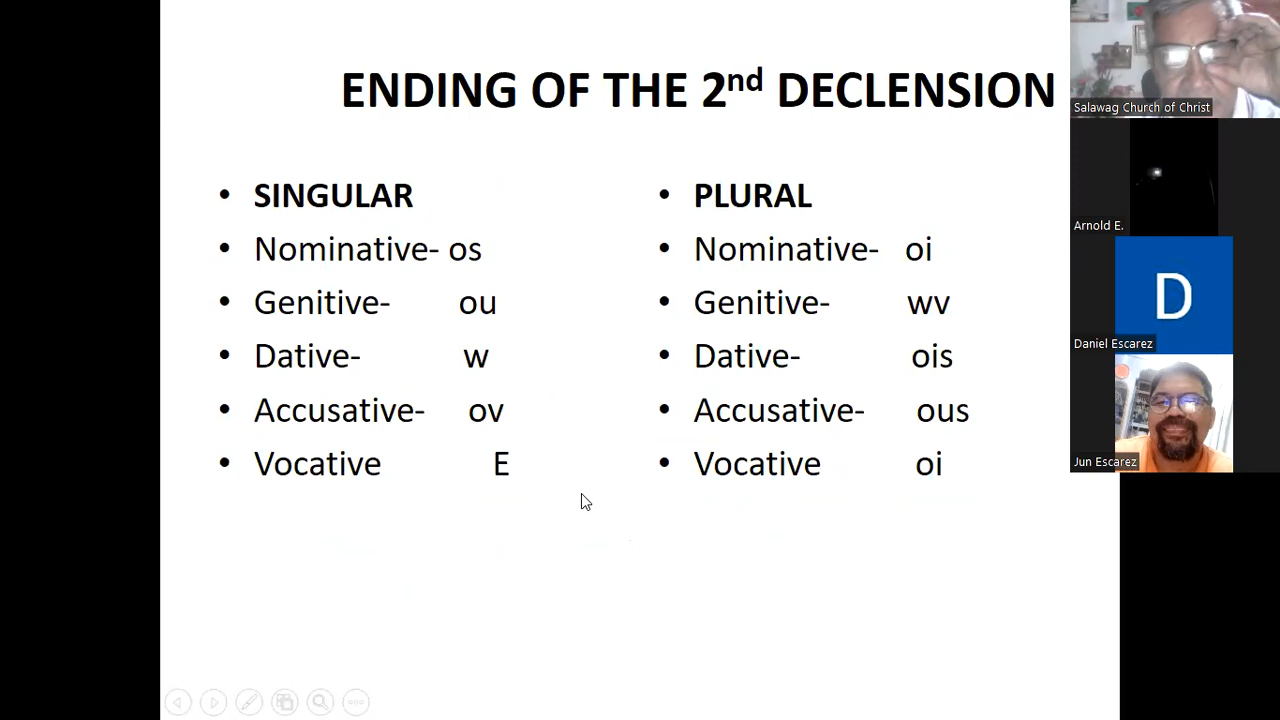 ENDING OF THE 2nd DECLENSION
• SINGULAR
• Nominative- os
• Genitive- ou
• Dative- w
• Accusative- ov
• Vocative E
• PLURAL
• Nominative- oi
• Genitive- wv
• Dative- ois
• Accusative- ous
• Vocative oi
Salawag Church of Christ
Arnold E.
D
Daniel Escarez
Jun Escarez